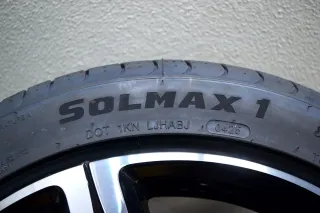 SOLMAX 1
DOT 1KN LJHABJ 0425